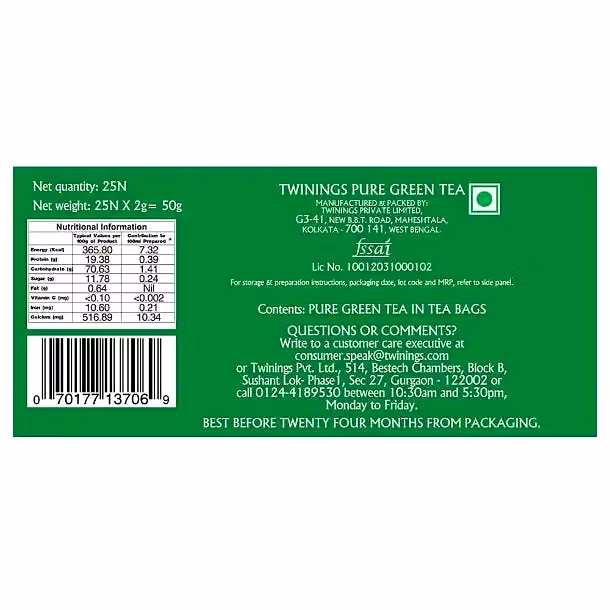 Net quantity: 25N
Net weight: 25N X 2g= 50g
Nutritional Information
Typical Values per 100g of Product
Contribution to 100ml Prepared *
Energy (Kcal) 365.80 7.32
Protein (g) 19.38 0.39
Carbohydrate (g) 70.63 1.41
Sugar (g) 11.78 0.24
Fat (g) 0.64 Nil
Vitamin C (mg) <0.10 <0.002
Iron (mg) 10.60 0.21
Calcium (mg) 516.89 10.34
0 70177 13706 9
TWININGS PURE GREEN TEA
MANUFACTURED & PACKED BY:
TWININGS PRIVATE LIMITED,
G3-41, NEW B.B.T. ROAD, MAHESHTALA,
KOLKATA - 700 141, WEST BENGAL.
fssai
Lic No. 10012031000102
For storage & preparation instructions, packaging date, lot code and MRP, refer to side panel.
Contents: PURE GREEN TEA IN TEA BAGS
QUESTIONS OR COMMENTS?
Write to a customer care executive at
consumer.speak@twinings.com
or Twinings Pvt. Ltd., 514, Bestech Chambers, Block B,
Sushant Lok- Phase1, Sec 27, Gurgaon - 122002 or
call 0124-4189530 between 10:30am and 5:30pm,
Monday to Friday.
BEST BEFORE TWENTY FOUR MONTHS FROM PACKAGING.